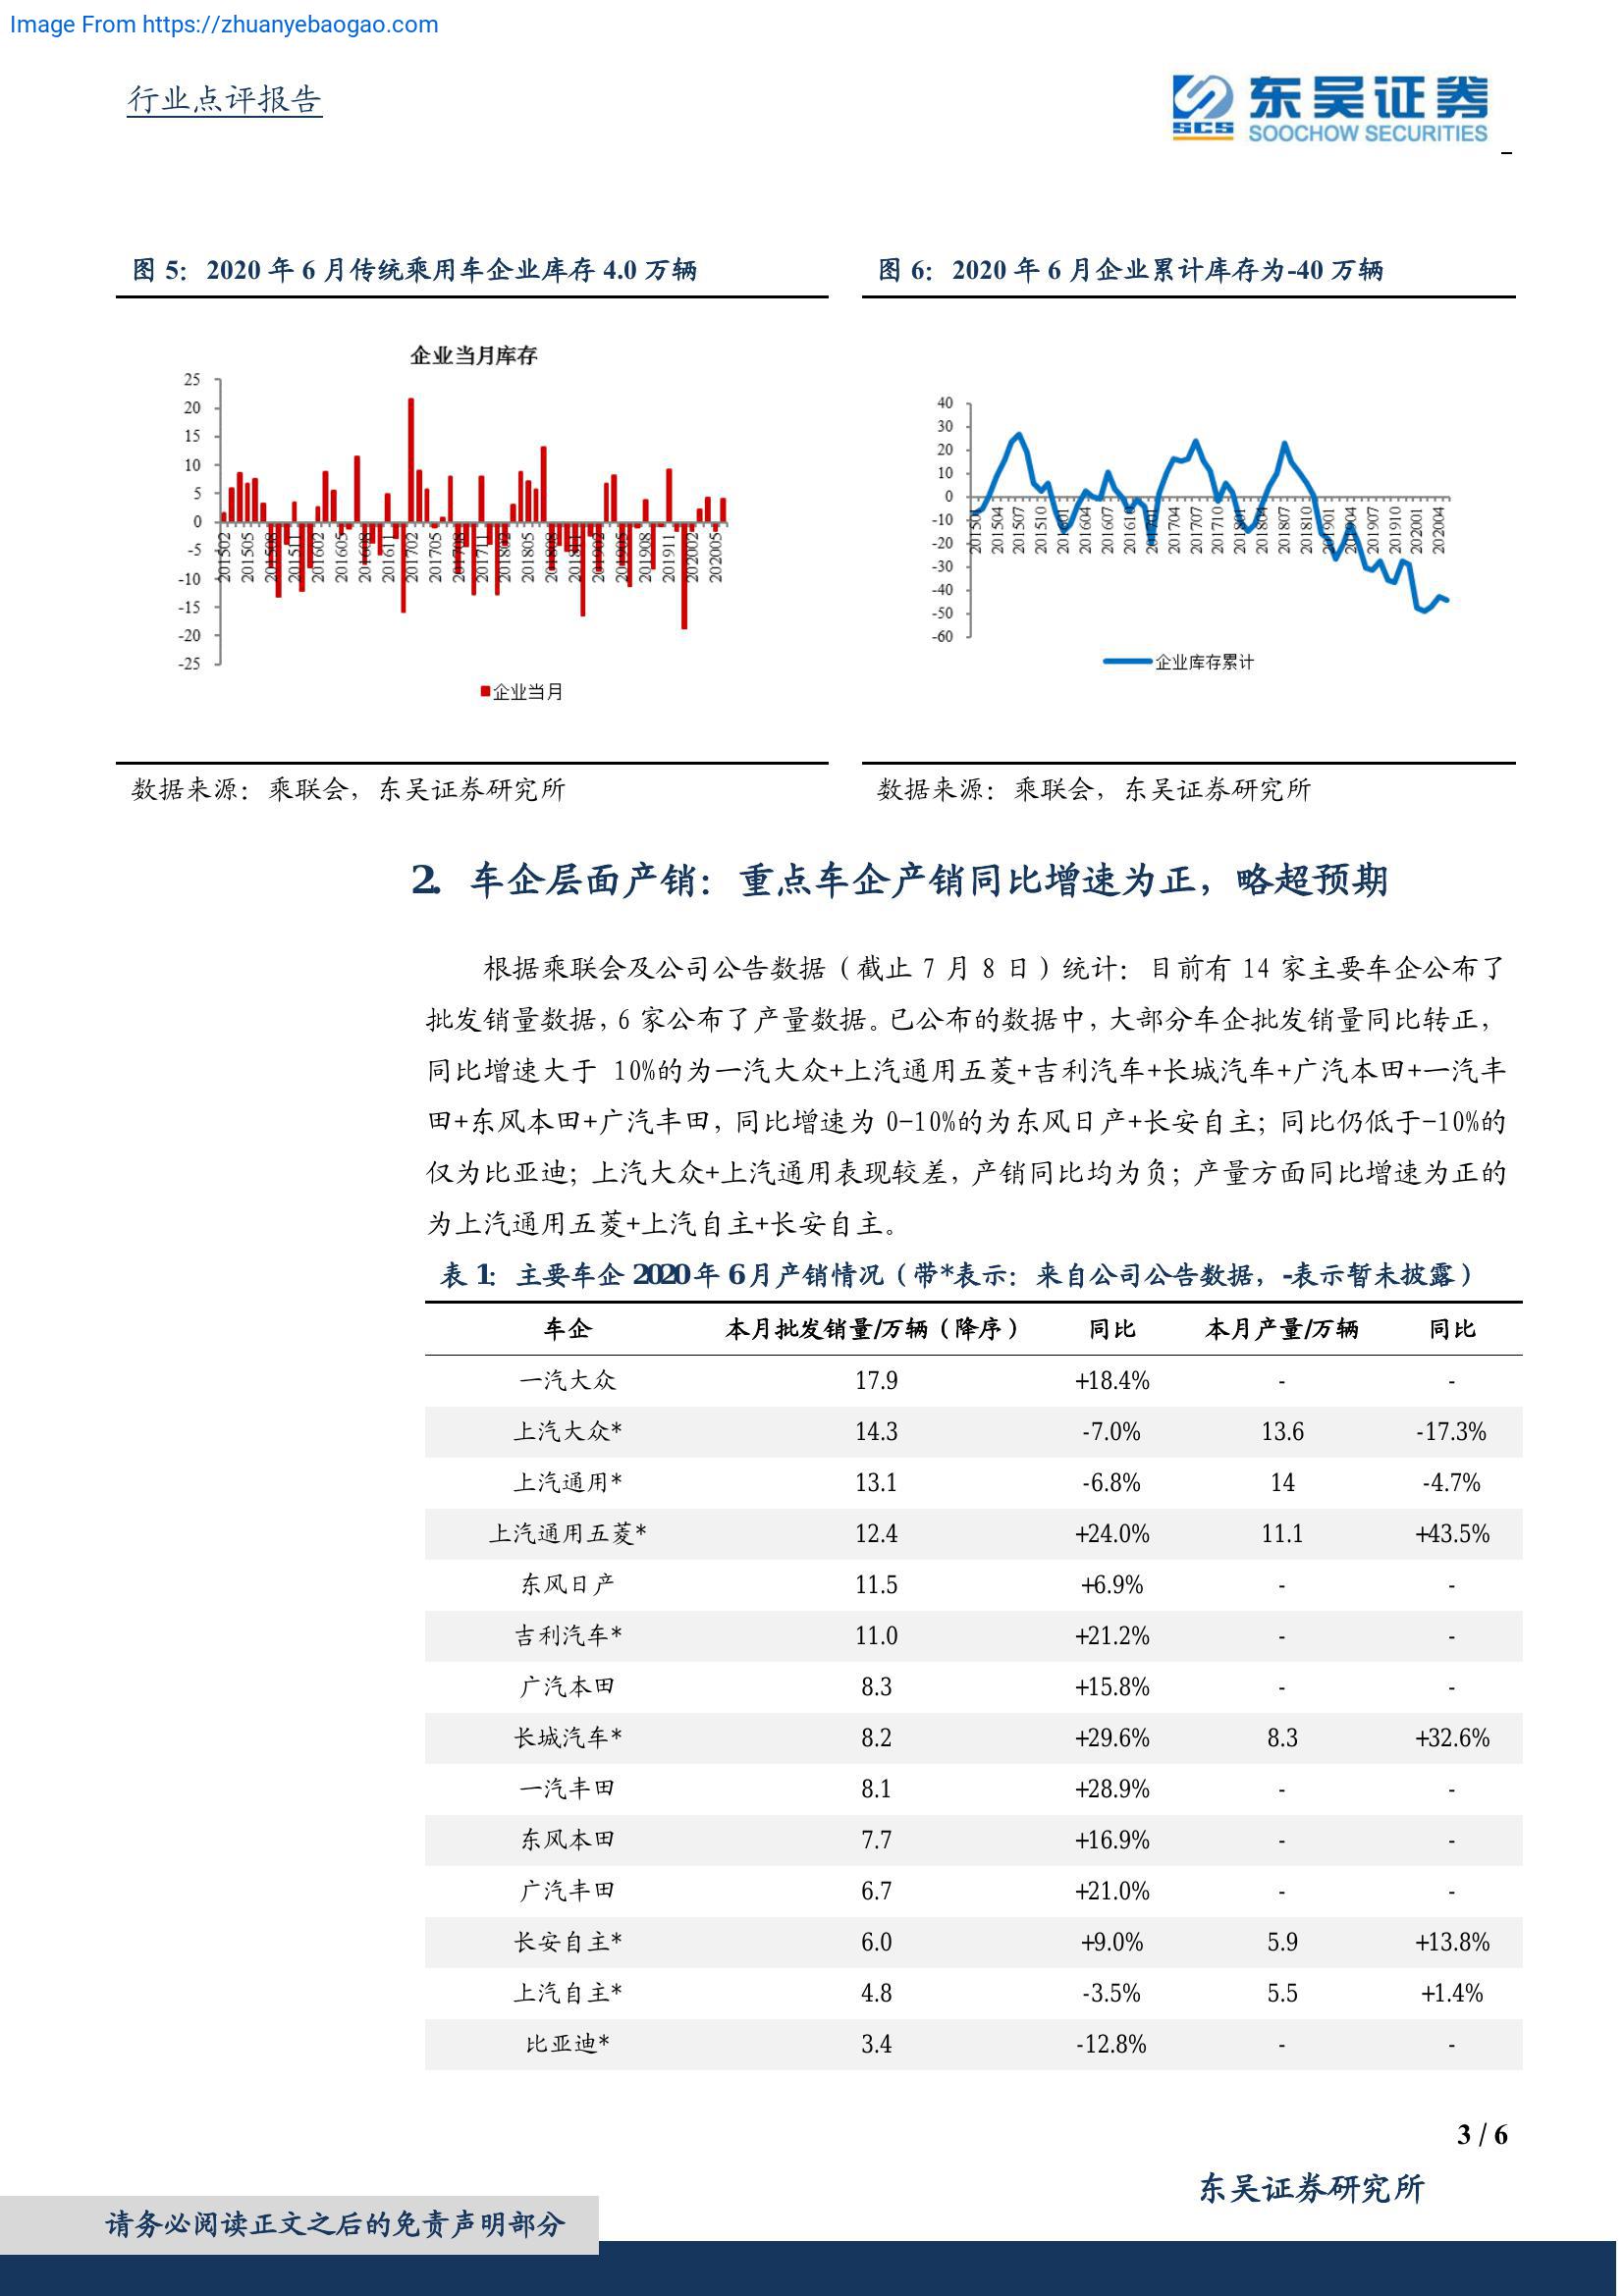 Image From https://zhuanyebaogao.com
行业点评报告
SCS 东吴证券
SOOCHOW SECURITIES
图 5: 2020 年 6 月传统乘用车企业库存 4.0 万辆
企业当月库存
25
20
15
10
5
0
-5
-10
-15
-20
-25
201502 201505 201508 201511 201602 201605 201608 201611 201702 201705 201708 201711 201802 201805 201808 201811 201902 201905 201908 201911 202002 202005
企业当月
数据来源：乘联会，东吴证券研究所
图 6: 2020 年 6 月企业累计库存为-40 万辆
40
30
20
10
0
-10
-20
-30
-40
-50
-60
201501 201504 201507 201510 201601 201604 201607 201610 201701 201704 201707 201710 201801 201804 201807 201810 201901 201904 201907 201910 202001 202004
企业库存累计
数据来源：乘联会，东吴证券研究所
2. 车企层面产销：重点车企产销同比增速为正，略超预期
根据乘联会及公司公告数据（截止 7 月 8 日）统计：目前有 14 家主要车企公布了
批发销量数据，6 家公布了产量数据。已公布的数据中，大部分车企批发销量同比转正，
同比增速大于 10%的为一汽大众+上汽通用五菱+吉利汽车+长城汽车+广汽本田+一汽丰
田+东风本田+广汽丰田，同比增速为 0-10%的为东风日产+长安自主；同比仍低于-10%的
仅为比亚迪；上汽大众+上汽通用表现较差，产销同比均为负；产量方面同比增速为正的
为上汽通用五菱+上汽自主+长安自主。
表 1：主要车企 2020 年 6 月产销情况（带*表示：来自公司公告数据，-表示暂未披露）
车企 本月批发销量/万辆（降序） 同比 本月产量/万辆 同比
一汽大众 17.9 +18.4% - -
上汽大众* 14.3 -7.0% 13.6 -17.3%
上汽通用* 13.1 -6.8% 14 -4.7%
上汽通用五菱* 12.4 +24.0% 11.1 +43.5%
东风日产 11.5 +6.9% - -
吉利汽车* 11.0 +21.2% - -
广汽本田 8.3 +15.8% - -
长城汽车* 8.2 +29.6% 8.3 +32.6%
一汽丰田 8.1 +28.9% - -
东风本田 7.7 +16.9% - -
广汽丰田 6.7 +21.0% - -
长安自主* 6.0 +9.0% 5.9 +13.8%
上汽自主* 4.8 -3.5% 5.5 +1.4%
比亚迪* 3.4 -12.8% - -
3 / 6
东吴证券研究所
请务必阅读正文之后的免责声明部分